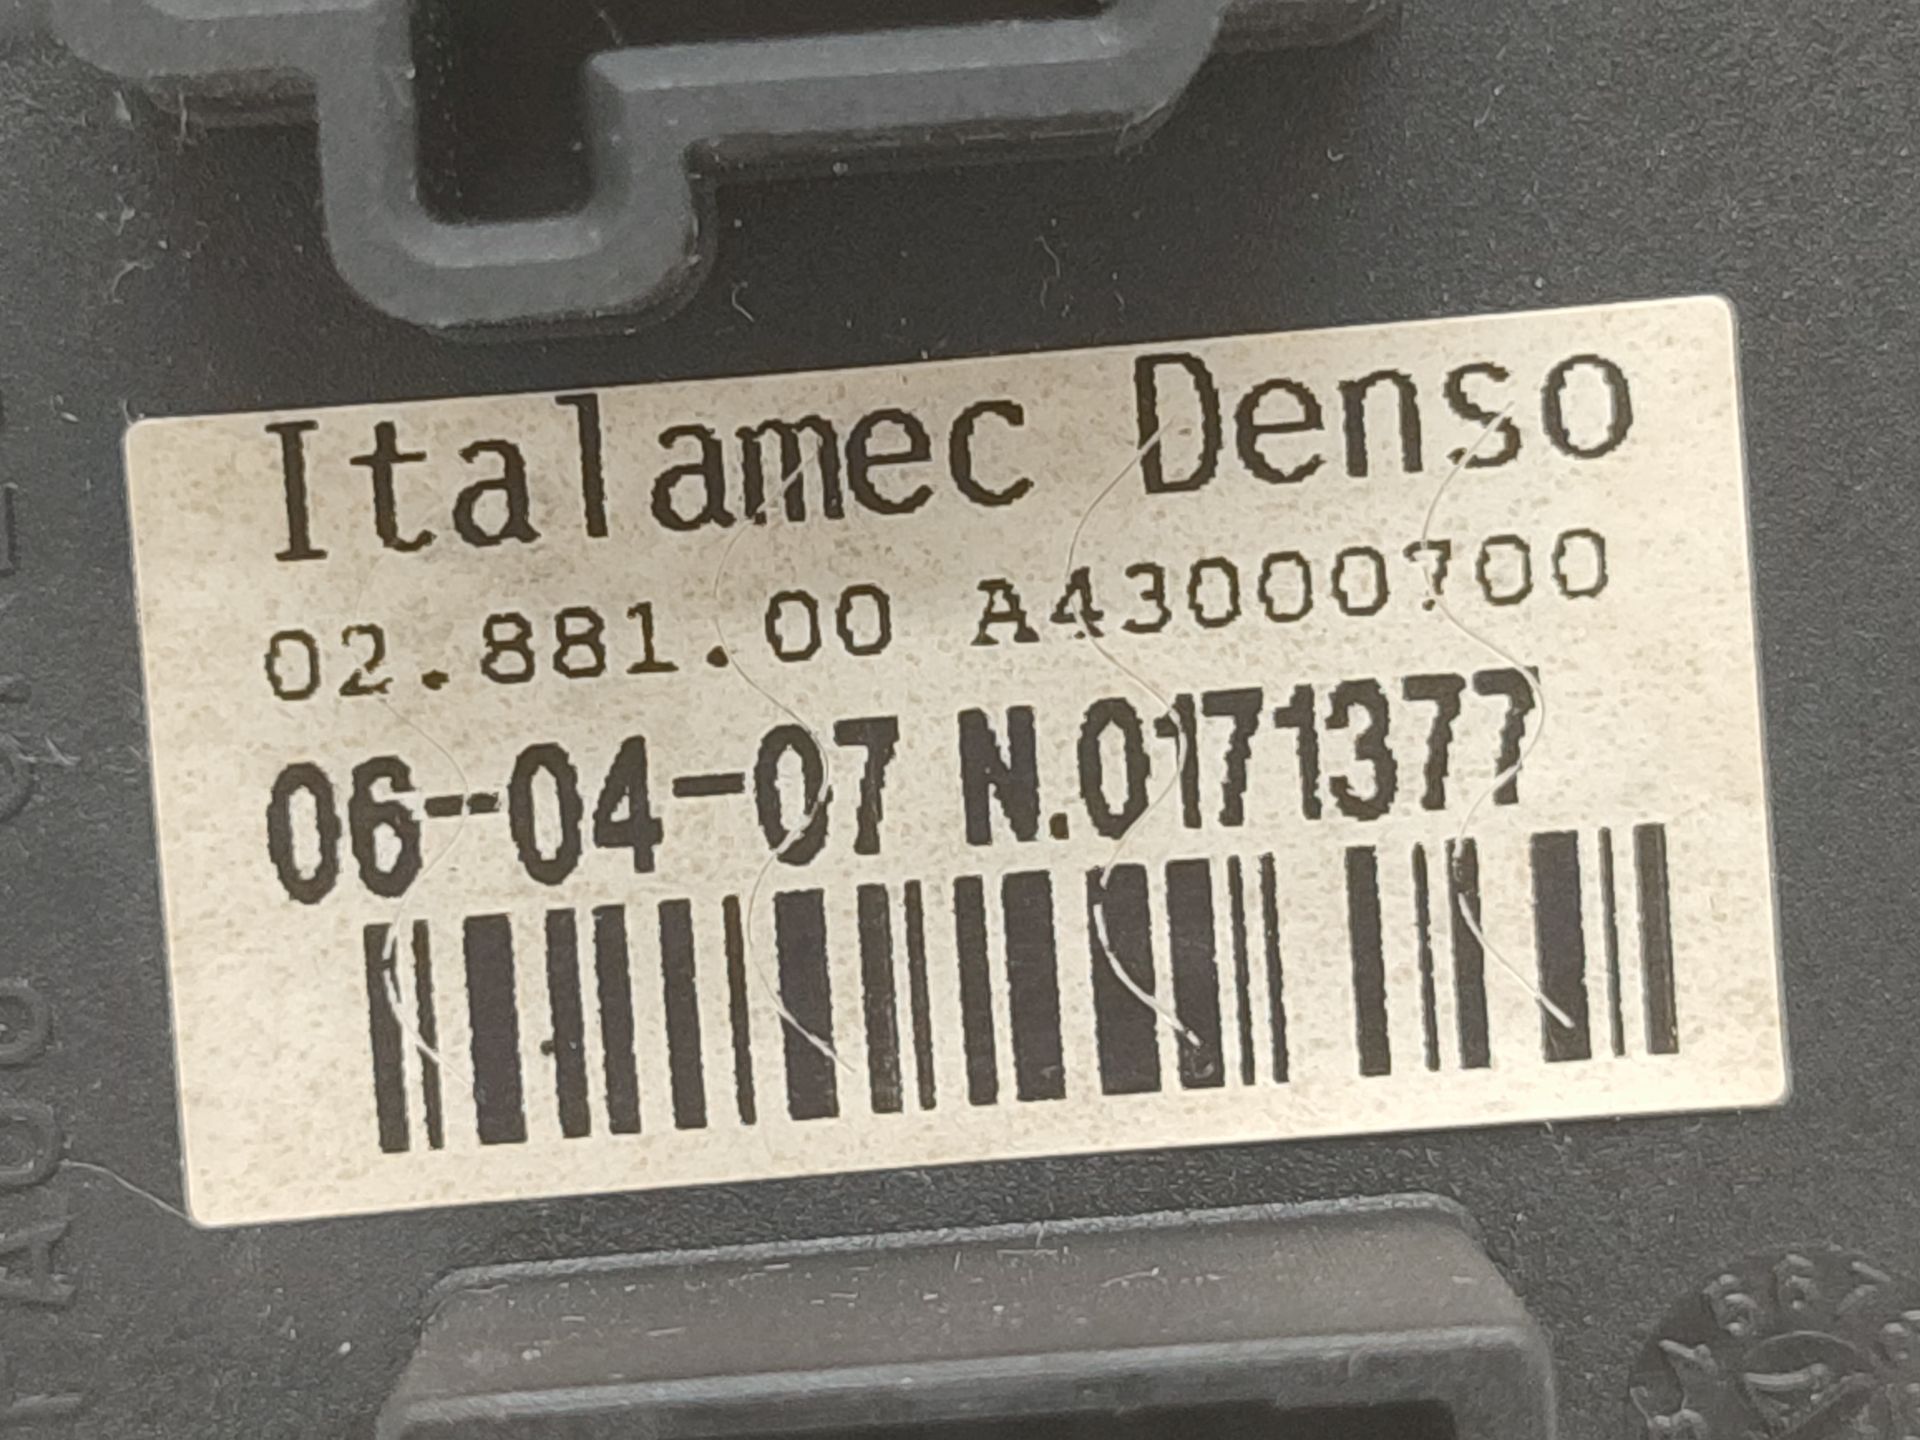 Italamec Denso
02.881.00 A43000700
06-04-07 N.0171377